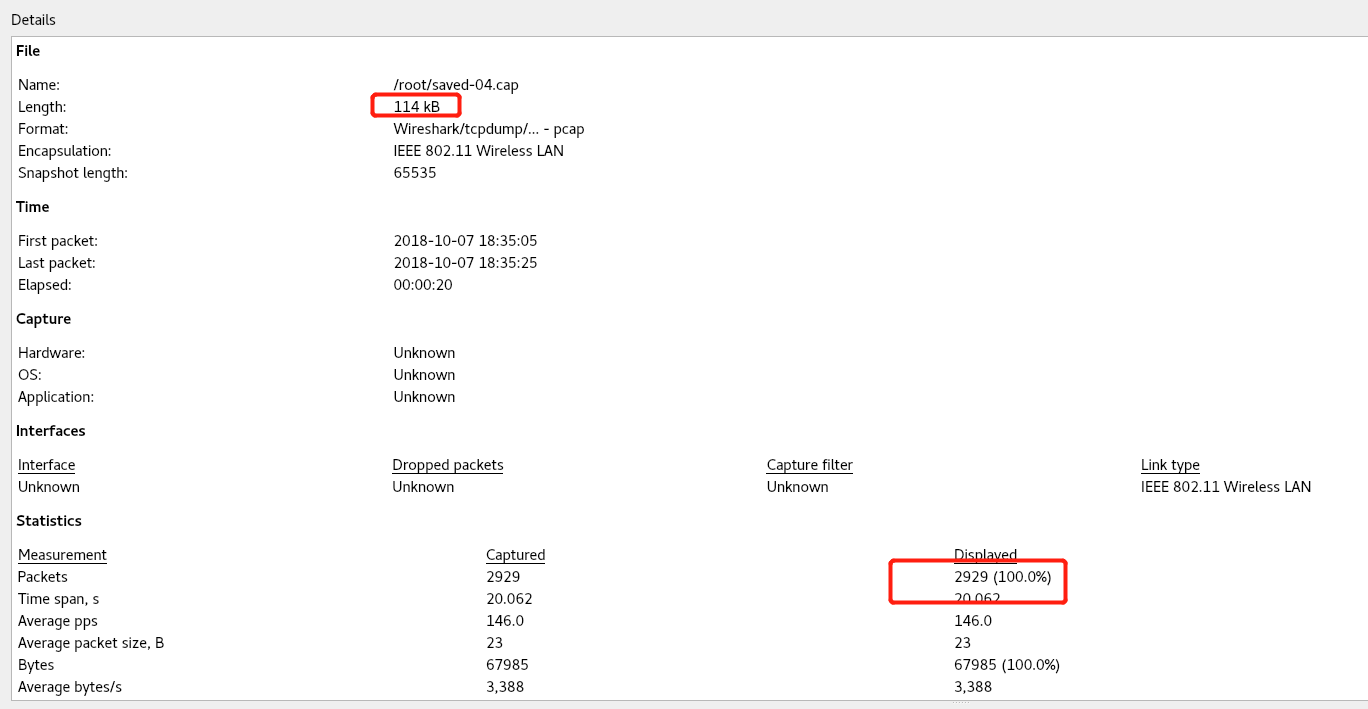 Details
File
Name: /root/saved-04.cap
Length: 114 kB
Format: Wireshark/tcpdump/... - pcap
Encapsulation: IEEE 802.11 Wireless LAN
Snapshot length: 65535
Time
First packet: 2018-10-07 18:35:05
Last packet: 2018-10-07 18:35:25
Elapsed: 00:00:20
Capture
Hardware: Unknown
OS: Unknown
Application: Unknown
Interfaces
Interface Dropped packets Capture filter Link type
Unknown Unknown Unknown IEEE 802.11 Wireless LAN
Statistics
Measurement Captured Displayed
Packets 2929 2929 (100.0%)
Time span, s 20.062 20.062
Average pps 146.0 146.0
Average packet size, B 23 23
Bytes 67985 67985 (100.0%)
Average bytes/s 3,388 3,388